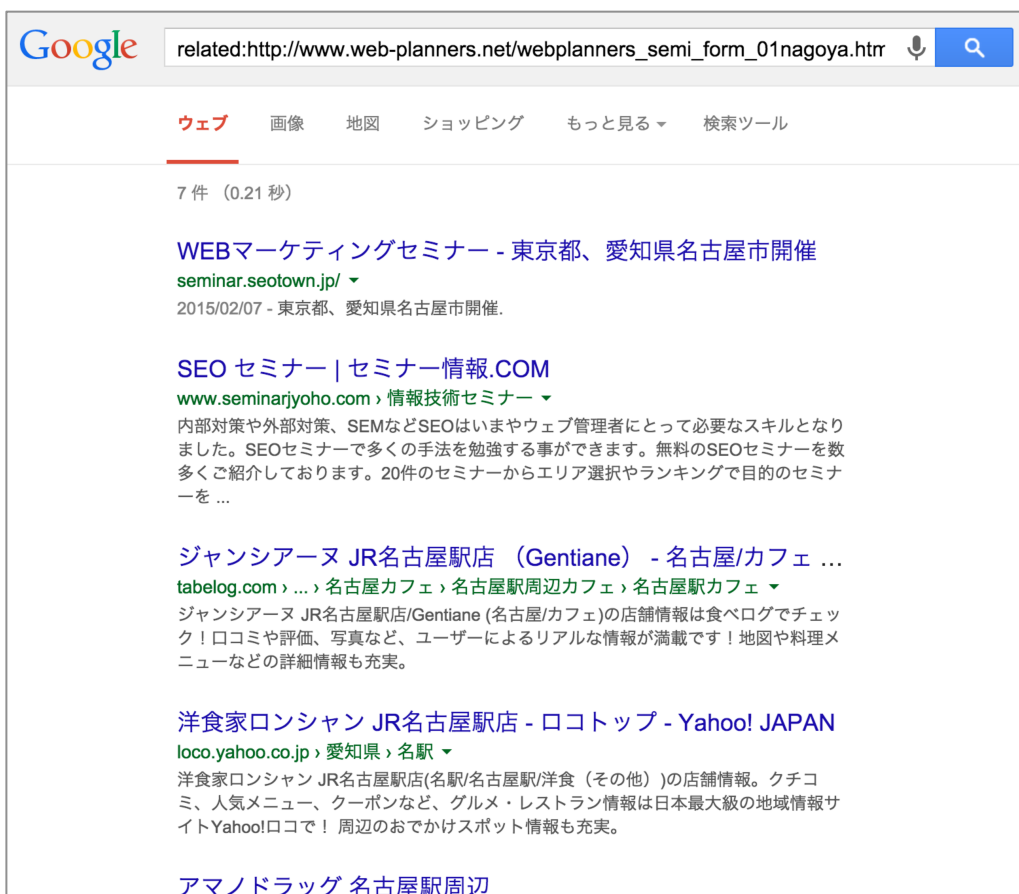 Google
related:http://www.web-planners.net/webplanners_semi_form_01nagoya.htm
ウェブ 画像 地図 ショッピング もっと見る 検索ツール
7 件 （0.21 秒）
WEBマーケティングセミナー - 東京都、愛知県名古屋市開催
seminar.seotown.jp/
2015/02/07 - 東京都、愛知県名古屋市開催.
SEO セミナー | セミナー情報.COM
www.seminarjyoho.com › 情報技術セミナー
内部対策や外部対策、SEMなどSEOはいまやウェブ管理者にとって必要なスキルとなり
ました。SEOセミナーで多くの手法を勉強する事ができます。無料のSEOセミナーを数
多くご紹介しております。20件のセミナーからエリア選択やランキングで目的のセミナ
ーを ...
ジャンシアーヌ JR名古屋駅店 （Gentiane） - 名古屋/カフェ ...
tabelog.com › ... › 名古屋カフェ › 名古屋駅周辺カフェ › 名古屋駅カフェ
ジャンシアーヌ JR名古屋駅店/Gentiane (名古屋/カフェ)の店舗情報は食べログでチェッ
ク！口コミや評価、写真など、ユーザーによるリアルな情報が満載です！地図や料理メ
ニューなどの詳細情報も充実。
洋食家ロンシャン JR名古屋駅店 - ロコトップ - Yahoo! JAPAN
loco.yahoo.co.jp › 愛知県 › 名駅
洋食家ロンシャン JR名古屋駅店(名駅/名古屋駅/洋食（その他）)の店舗情報。クチコ
ミ、人気メニュー、クーポンなど、グルメ・レストラン情報は日本最大級の地域情報サ
イトYahoo!ロコで！ 周辺のおでかけスポット情報も充実。
アマノドラッグ 名古屋駅周辺